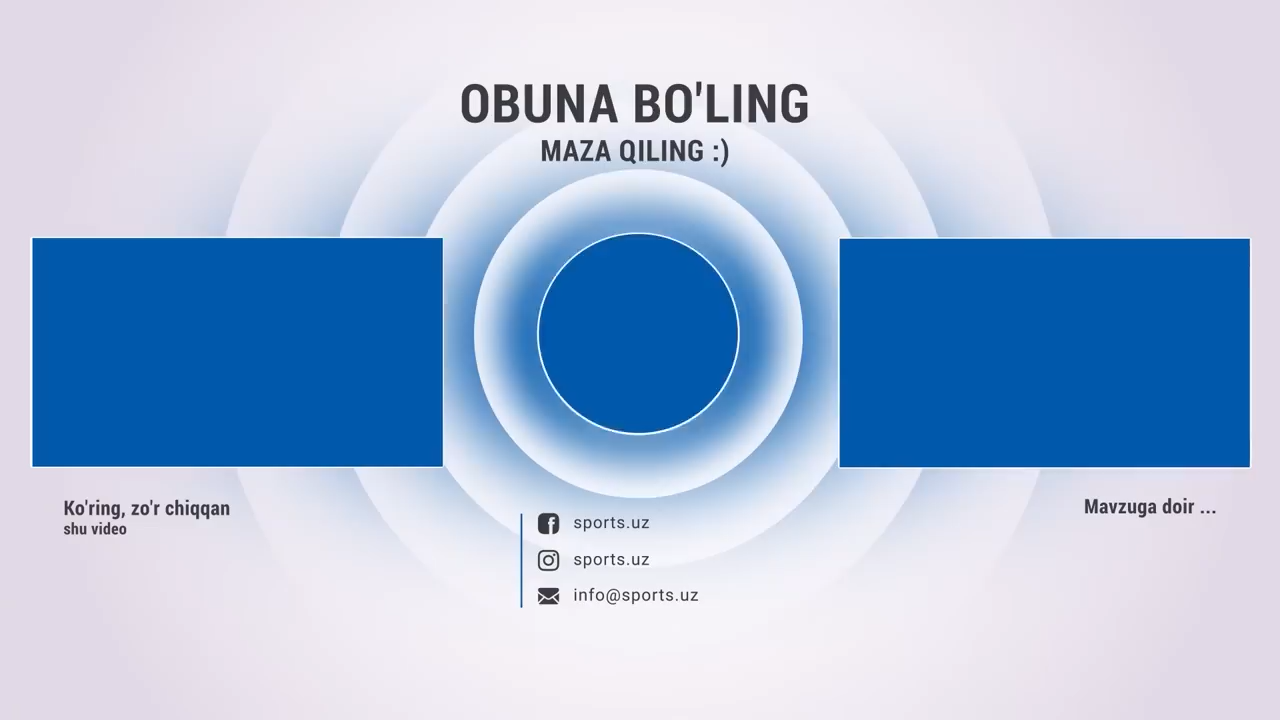 OBUNA BO'LING
MAZA QILING :)
Ko'ring, zo'r chiqqan
shu video
Mavzuga doir ...
sports.uz
sports.uz
info@sports.uz